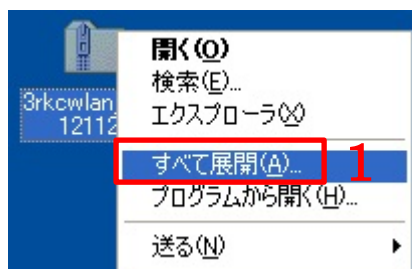 3rkcwlan
12112
開く(O)
検索(E)...
エクスプローラ(X)
すべて展開(A)...
1
プログラムから開く(H)...
送る(N)